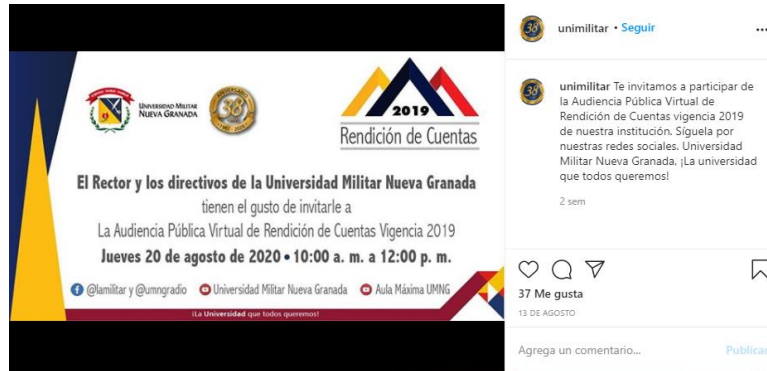 UNIVERSIDAD MILITAR
NUEVA GRANADA
ANIVERSARIO
38
2019
Rendición de Cuentas
El Rector y los directivos de la Universidad Militar Nueva Granada
tienen el gusto de invitarle a
La Audiencia Pública Virtual de Rendición de Cuentas Vigencia 2019
Jueves 20 de agosto de 2020 • 10:00 a. m. a 12:00 p. m.
@lamilitar y @umngradio Universidad Militar Nueva Granada Aula Máxima UMNG
¡La Universidad que todos queremos!
unimilitar • Seguir
unimilitar Te invitamos a participar de
la Audiencia Pública Virtual de
Rendición de Cuentas vigencia 2019
de nuestra institución. Síguela por
nuestras redes sociales. Universidad
Militar Nueva Granada, ¡La universidad
que todos queremos!
2 sem
37 Me gusta
13 DE AGOSTO
Agrega un comentario...
Publicar